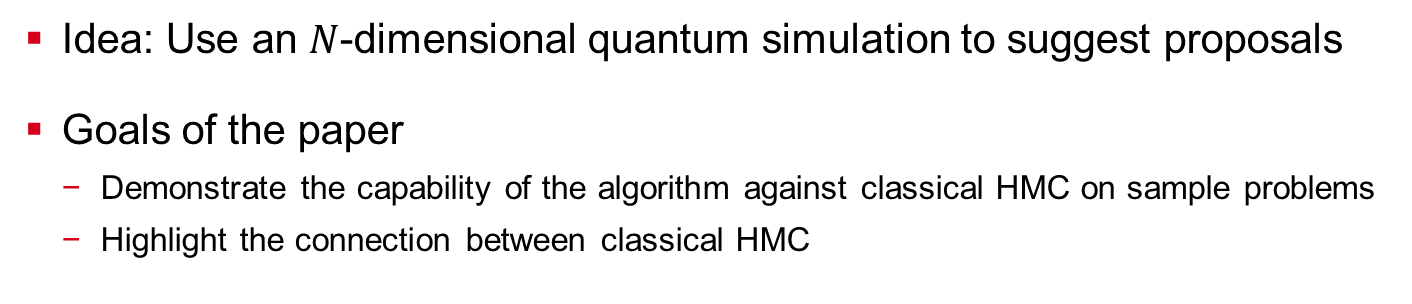 ▪ Idea: Use an N-dimensional quantum simulation to suggest proposals
▪ Goals of the paper
− Demonstrate the capability of the algorithm against classical HMC on sample problems
− Highlight the connection between classical HMC